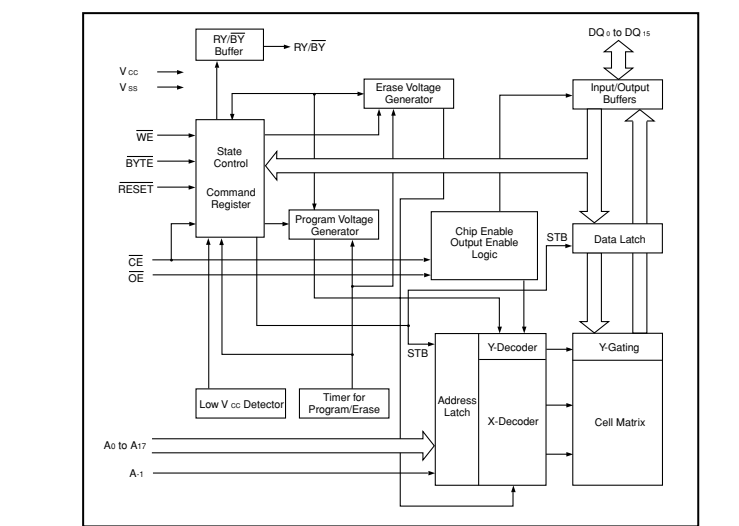 RY/BY
Buffer
RY/BY
DQ0 to DQ15
VCC
VSS
Erase Voltage
Generator
Input/Output
Buffers
WE
BYTE
RESET
State
Control
Command
Register
Program Voltage
Generator
Chip Enable
Output Enable
Logic
STB
Data Latch
CE
OE
STB
Y-Decoder
Y-Gating
Low VCC Detector
Timer for
Program/Erase
Address
Latch
X-Decoder
Cell Matrix
A0 to A17
A-1